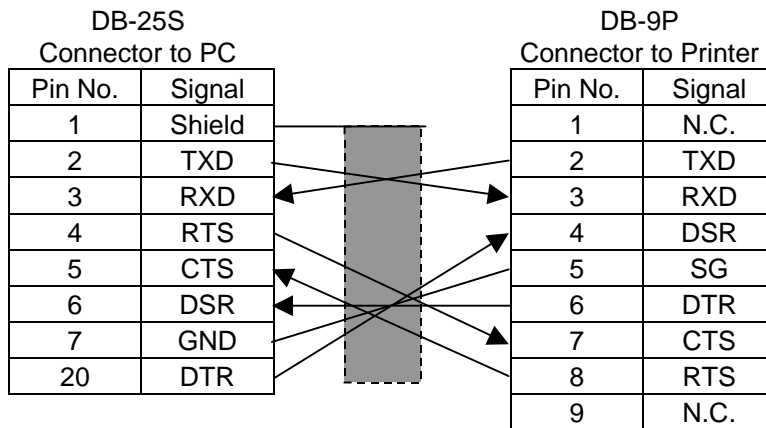 DB-25S DB-9P
Connector to PC Connector to Printer
Pin No. Signal Pin No. Signal
1 Shield 1 N.C.
2 TXD 2 TXD
3 RXD 3 RXD
4 RTS 4 DSR
5 CTS 5 SG
6 DSR 6 DTR
7 GND 7 CTS
20 DTR 8 RTS
9 N.C.